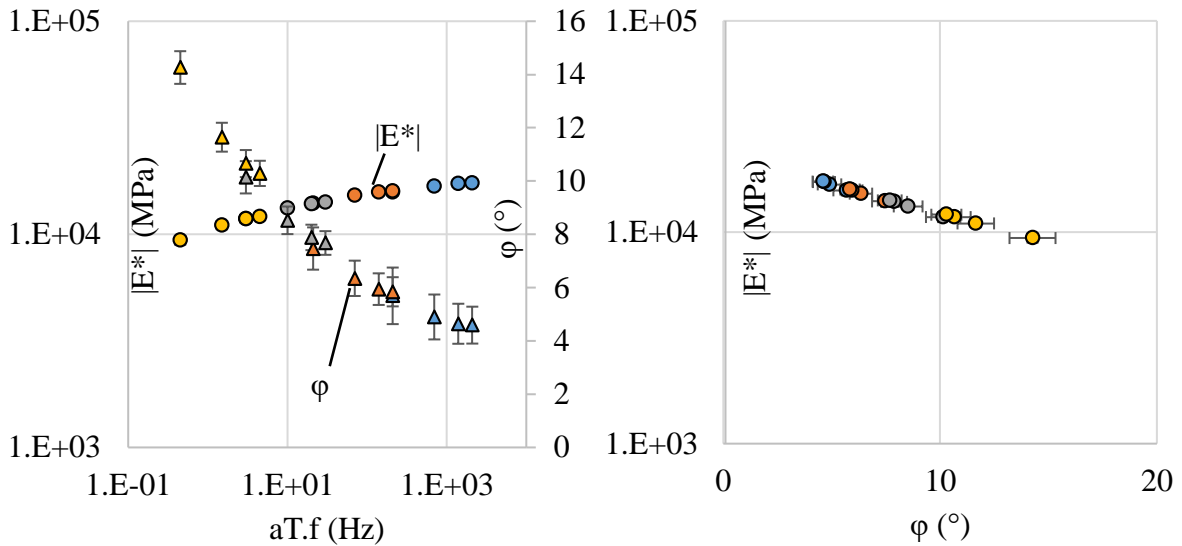 1.E+05
1.E+04
1.E+03
|E*| (MPa)
|E*|
φ
16
14
12
10
8
6
4
2
0
φ (°)
1.E-01
1.E+01
1.E+03
aT.f (Hz)
1.E+05
1.E+04
1.E+03
|E*| (MPa)
0
10
20
φ (°)